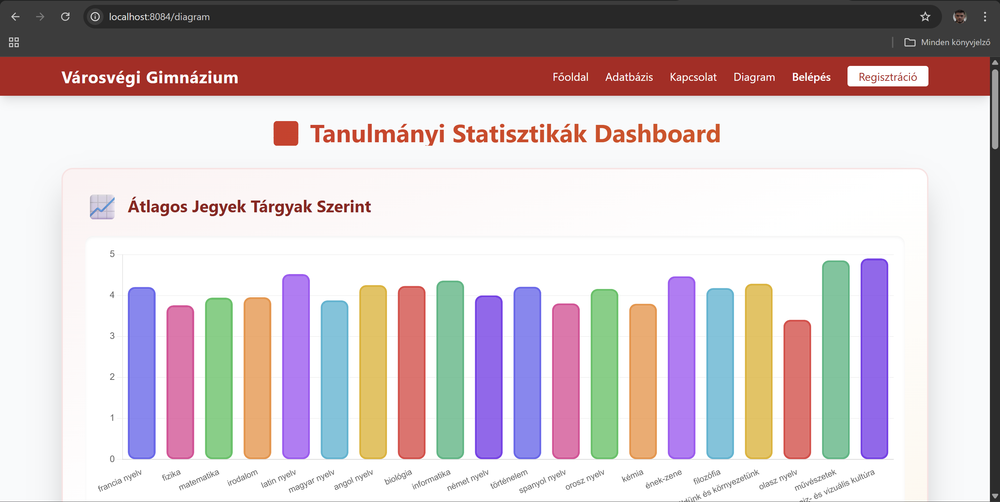 localhost:8084/diagram
Minden könyvjelző
Városvégi Gimnázium
Főoldal
Adatbázis
Kapcsolat
Diagram
Belépés
Regisztráció
Tanulmányi Statisztikák Dashboard
Átlagos Jegyek Tárgyak Szerint
5
4
3
2
1
0
francia nyelv
fizika
matematika
irodalom
latin nyelv
magyar nyelv
angol nyelv
biológia
informatika
német nyelv
történelem
spanyol nyelv
orosz nyelv
kémia
ének-zene
filozófia
és környezetünk
olasz nyelv
művészetek
és vizuális kultúra